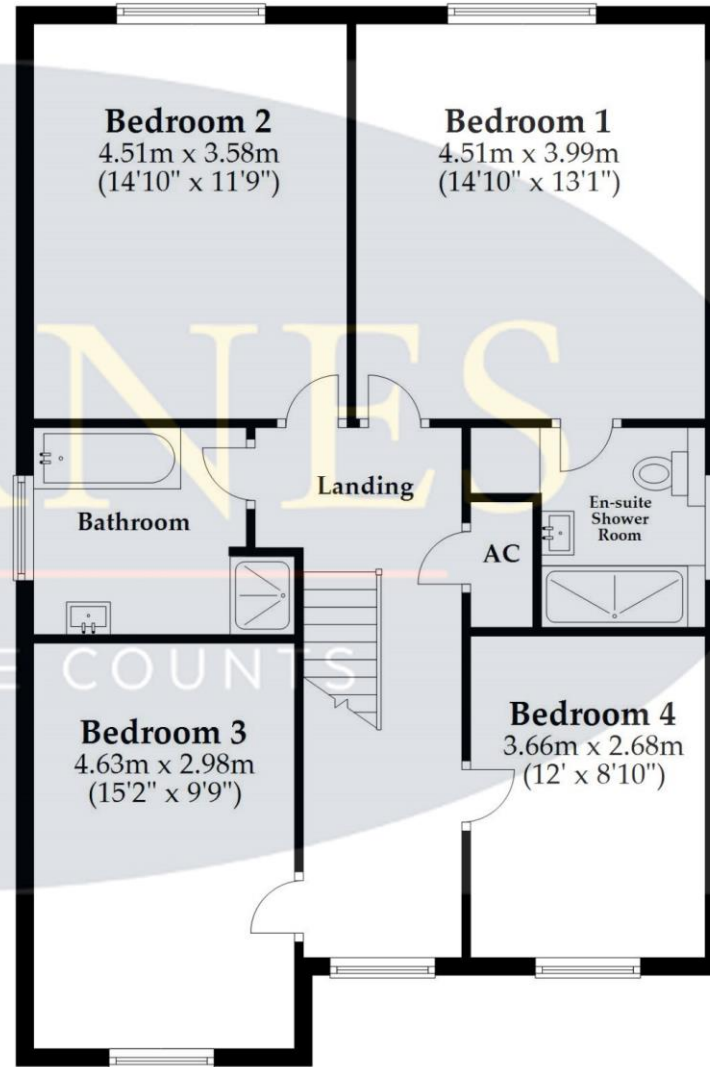 Bedroom 2
4.51m x 3.58m
(14'10" x 11'9")
Bedroom 1
4.51m x 3.99m
(14'10" x 13'1")
NES
Landing
Bathroom
En-suite
Shower
Room
AC
E COUNTS
Bedroom 3
4.63m x 2.98m
(15'2" x 9'9")
Bedroom 4
3.66m x 2.68m
(12' x 8'10")